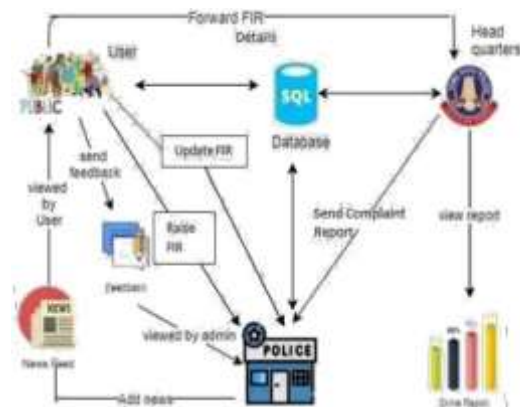 Forward FIR
Details
User
Head
quarters
PUBLIC
SQL
Database
Update FIR
send
feedback
viewed
by
User
Raise
FIR
Send Complaint
Report
view report
NEWS
News Feed
viewed by admin
POLICE
Add news